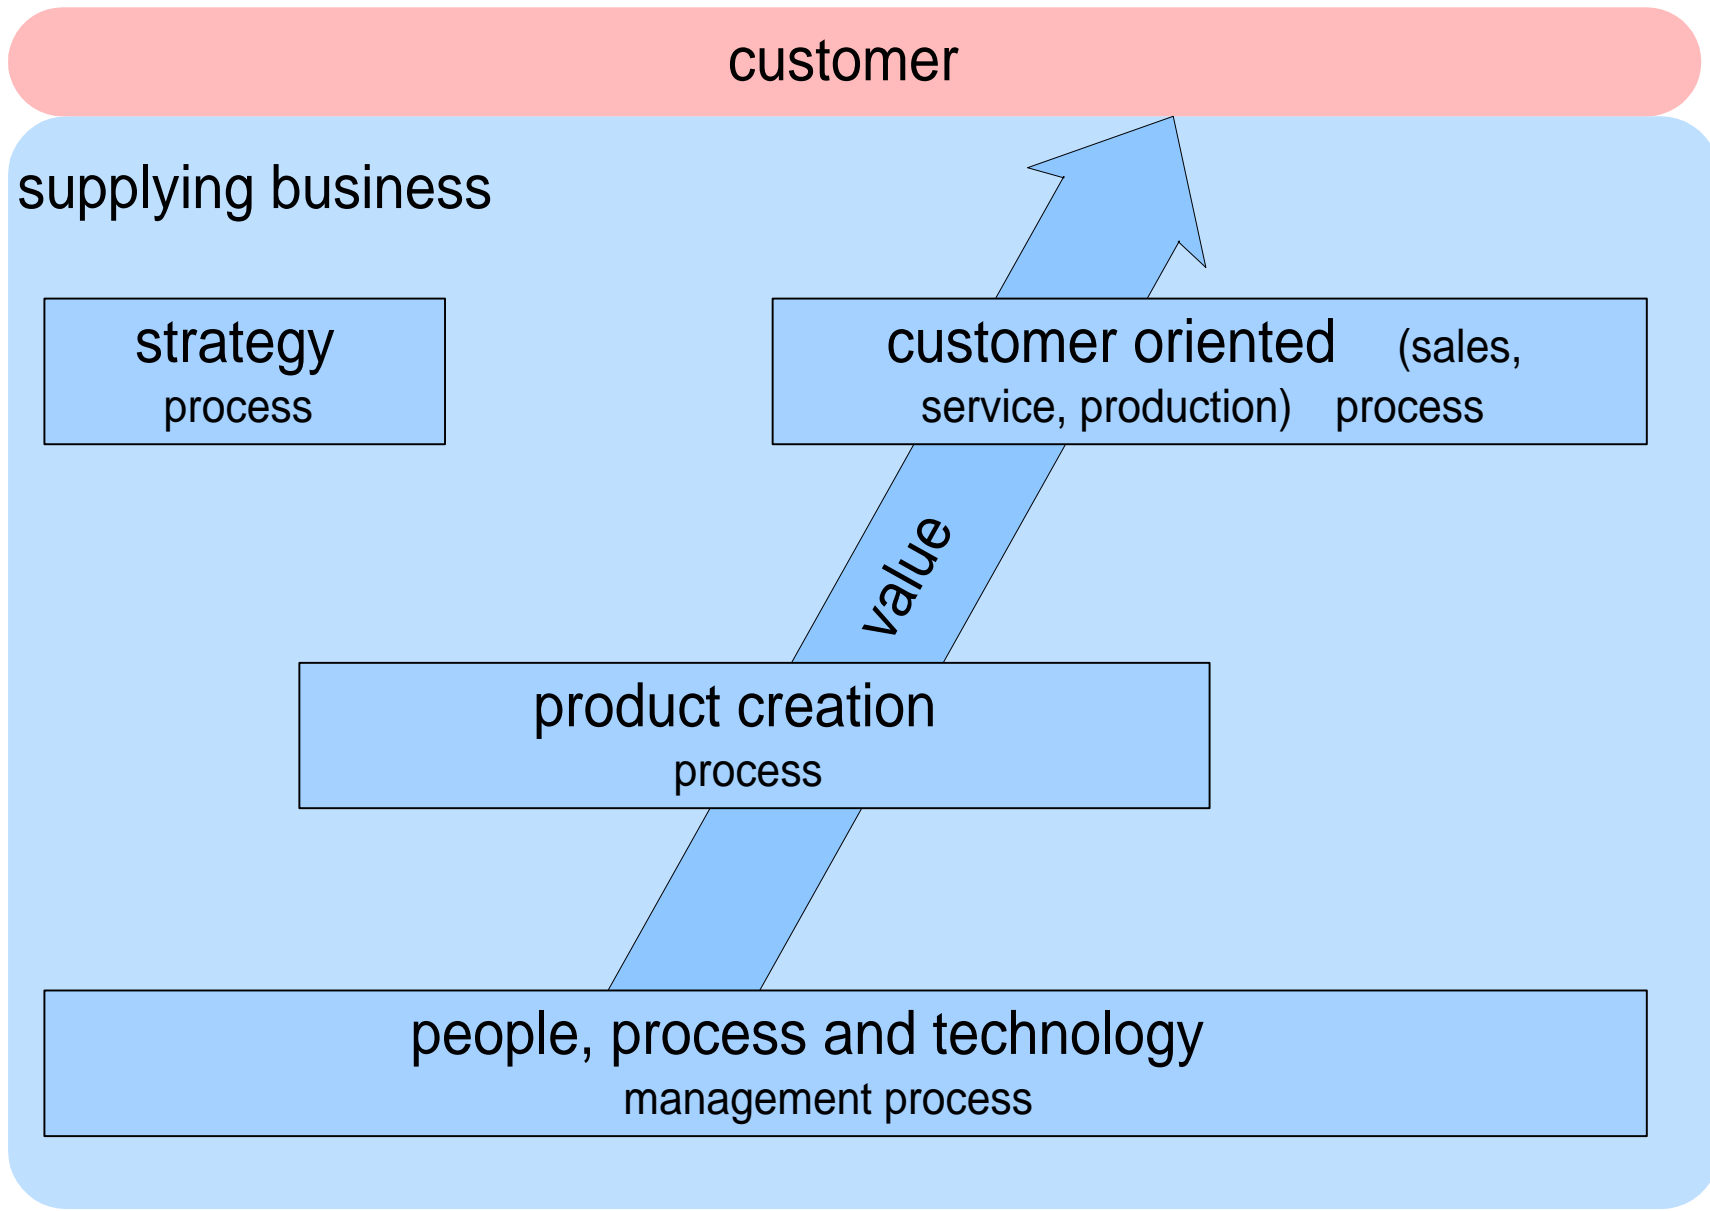 customer
supplying business
strategy
process
customer oriented (sales,
service, production) process
value
product creation
process
people, process and technology
management process